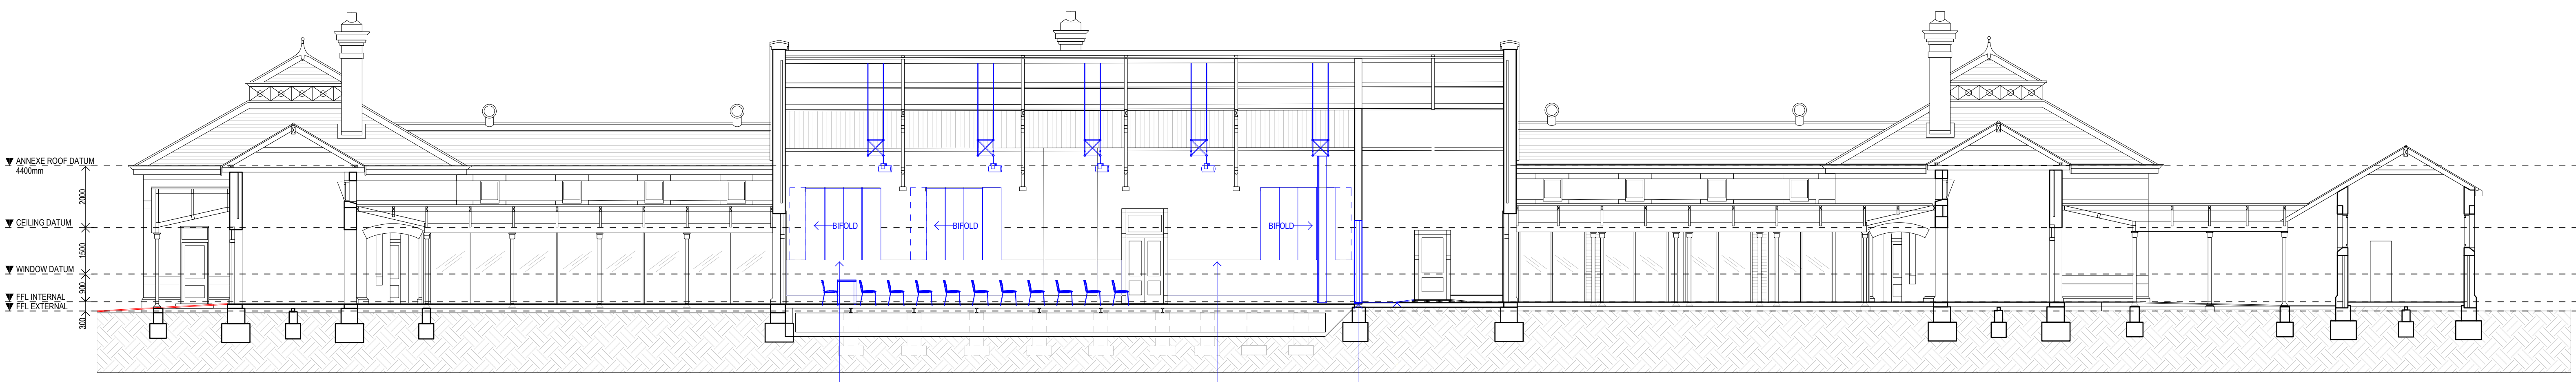 ANNEXE ROOF DATUM
4400mm
2000
CEILING DATUM
BIFOLD
BIFOLD
BIFOLD
1500
WINDOW DATUM
900
FFL INTERNAL
FFL EXTERNAL
300